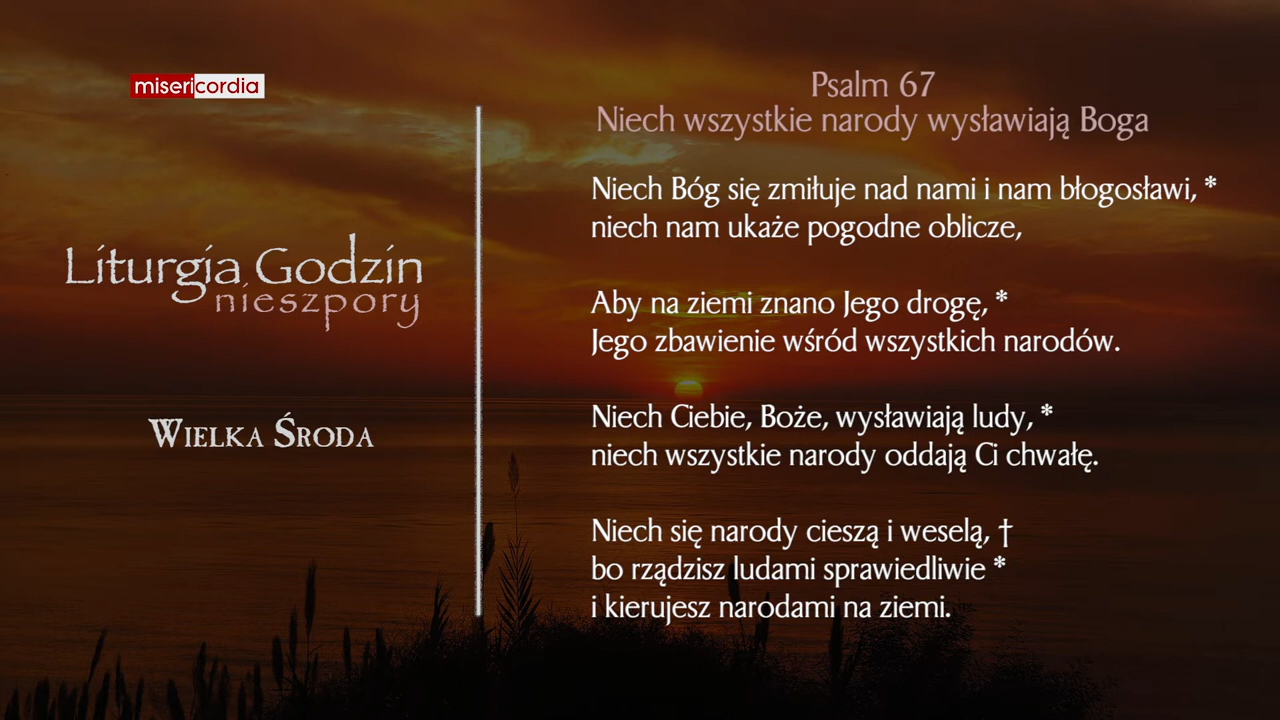 misericordia
Liturgia Godzin
nieszpory
Wielka Środa
Psalm 67
Niech wszystkie narody wysławiają Boga
Niech Bóg się zmiłuje nad nami i nam błogosławi, *
niech nam ukaże pogodne oblicze,
Aby na ziemi znano Jego drogę, *
Jego zbawienie wśród wszystkich narodów.
Niech Ciebie, Boże, wysławiają ludy, *
niech wszystkie narody oddają Ci chwałę.
Niech się narody cieszą i weselą, †
bo rządzisz ludami sprawiedliwie *
i kierujesz narodami na ziemi.